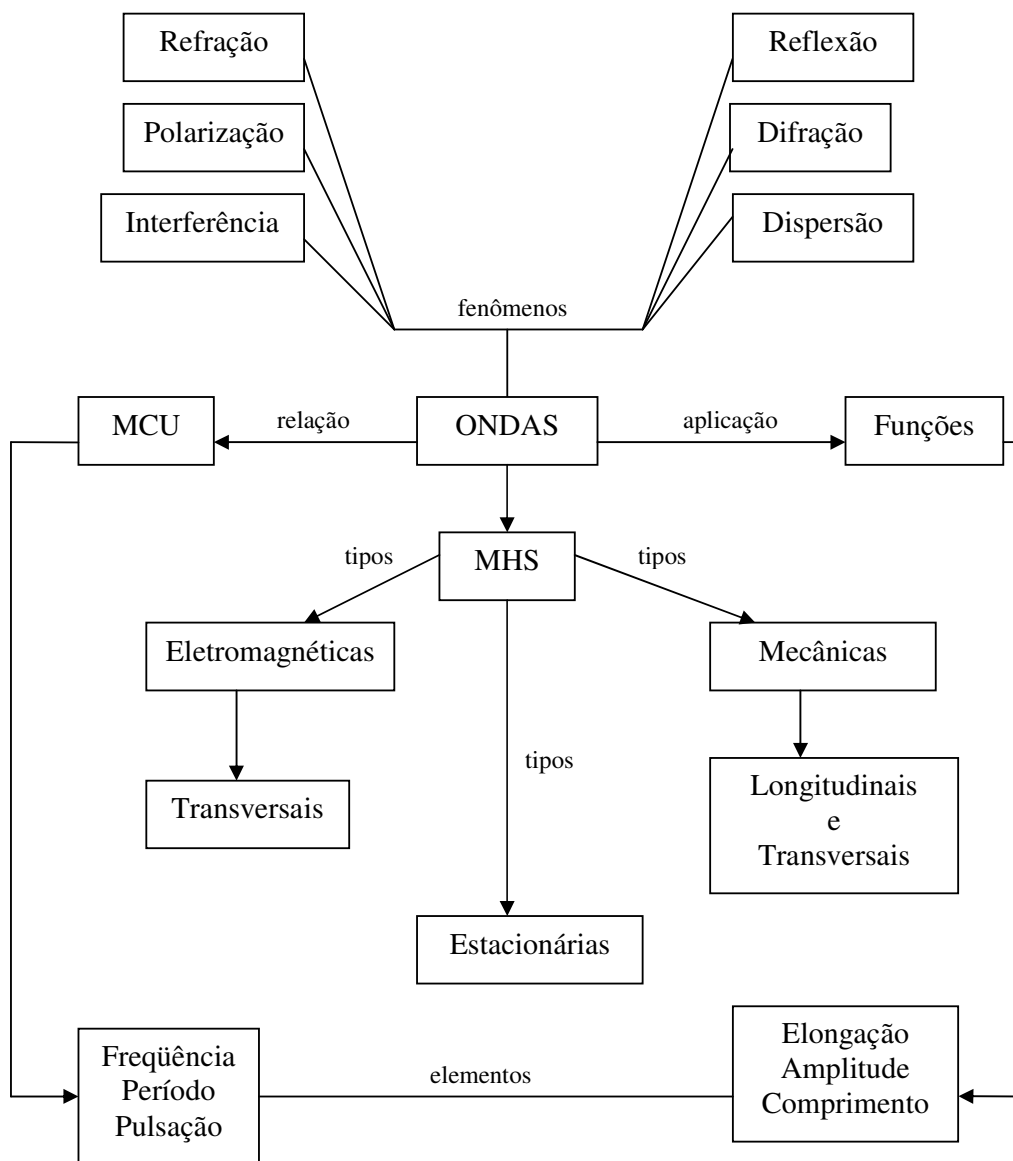 Refração
Reflexão
Polarização
Difração
Interferência
Dispersão
fenômenos
MCU
relação
ONDAS
aplicação
Funções
tipos
MHS
tipos
Eletromagnéticas
Mecânicas
tipos
Transversais
Longitudinais
e
Transversais
Estacionárias
Freqüência
Período
Pulsação
elementos
Elongação
Amplitude
Comprimento